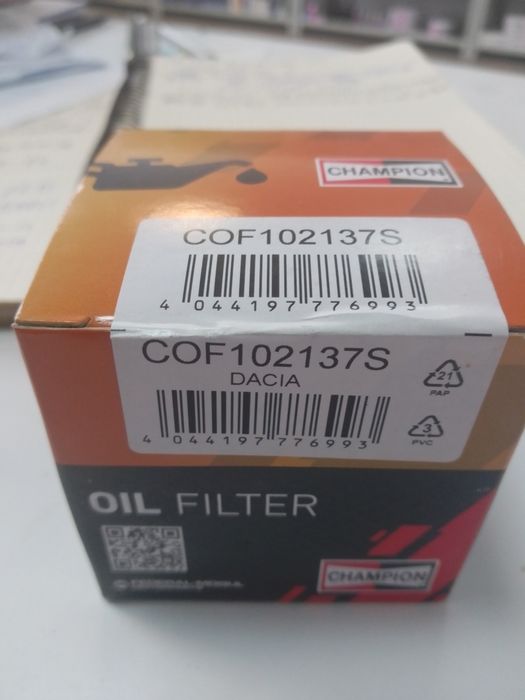 CHAMPION
COF102137S
4 044197 776993
COF102137S
DACIA
4 044197 776993
21
PAP
3
PVC
OIL FILTER
CHAMPION